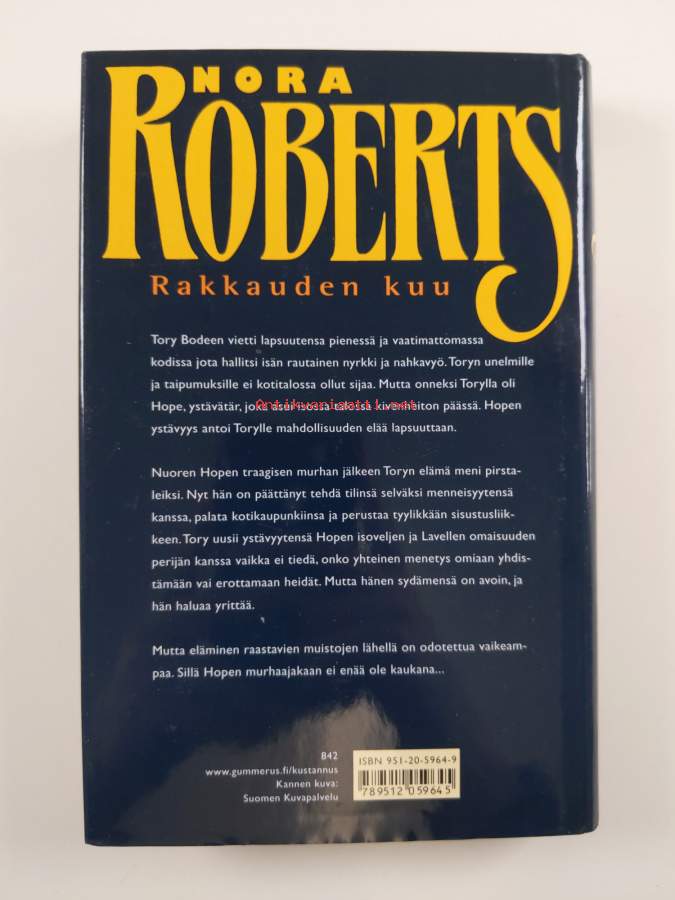 NORA
ROBERTS
Rakkauden kuu
Tory Bodeen vietti lapsuutensa pienessä ja vaatimattomassa
kodissa jota hallitsi isän rautainen nyrkki ja nahkavyö. Toryn unelmille
ja taipumuksille ei kotitalossa ollut sijaa. Mutta onneksi Torylla oli
Hope, ystävätär, joka asui isossa talossa kivenheiton päässä. Hopen
Antikvariaatti.net
ystävyys antoi Torylle mahdollisuuden elää lapsuuttaan.
Nuoren Hopen traagisen murhan jälkeen Toryn elämä meni pirsta-
leiksi. Nyt hän on päättänyt tehdä tilinsä selväksi menneisyytensä
kanssa, palata kotikaupunkiinsa ja perustaa tyylikkään sisustusliik-
keen. Tory uusii ystävyytensä Hopen isoveljen ja Lavellen omaisuuden
perijän kanssa vaikka ei tiedä, onko yhteinen menetys omiaan yhdis-
tämään vai erottamaan heidät. Mutta hänen sydämensä on avoin, ja
hän haluaa yrittää.
Mutta eläminen raastavien muistojen lähellä on odotettua vaikeam-
paa. Sillä Hopen murhaajakaan ei enää ole kaukana...
B42
www.gummerus.fi/kustannus
Kannen kuva:
Suomen Kuvapalvelu
ISBN 951-20-5964-9
789512 059645